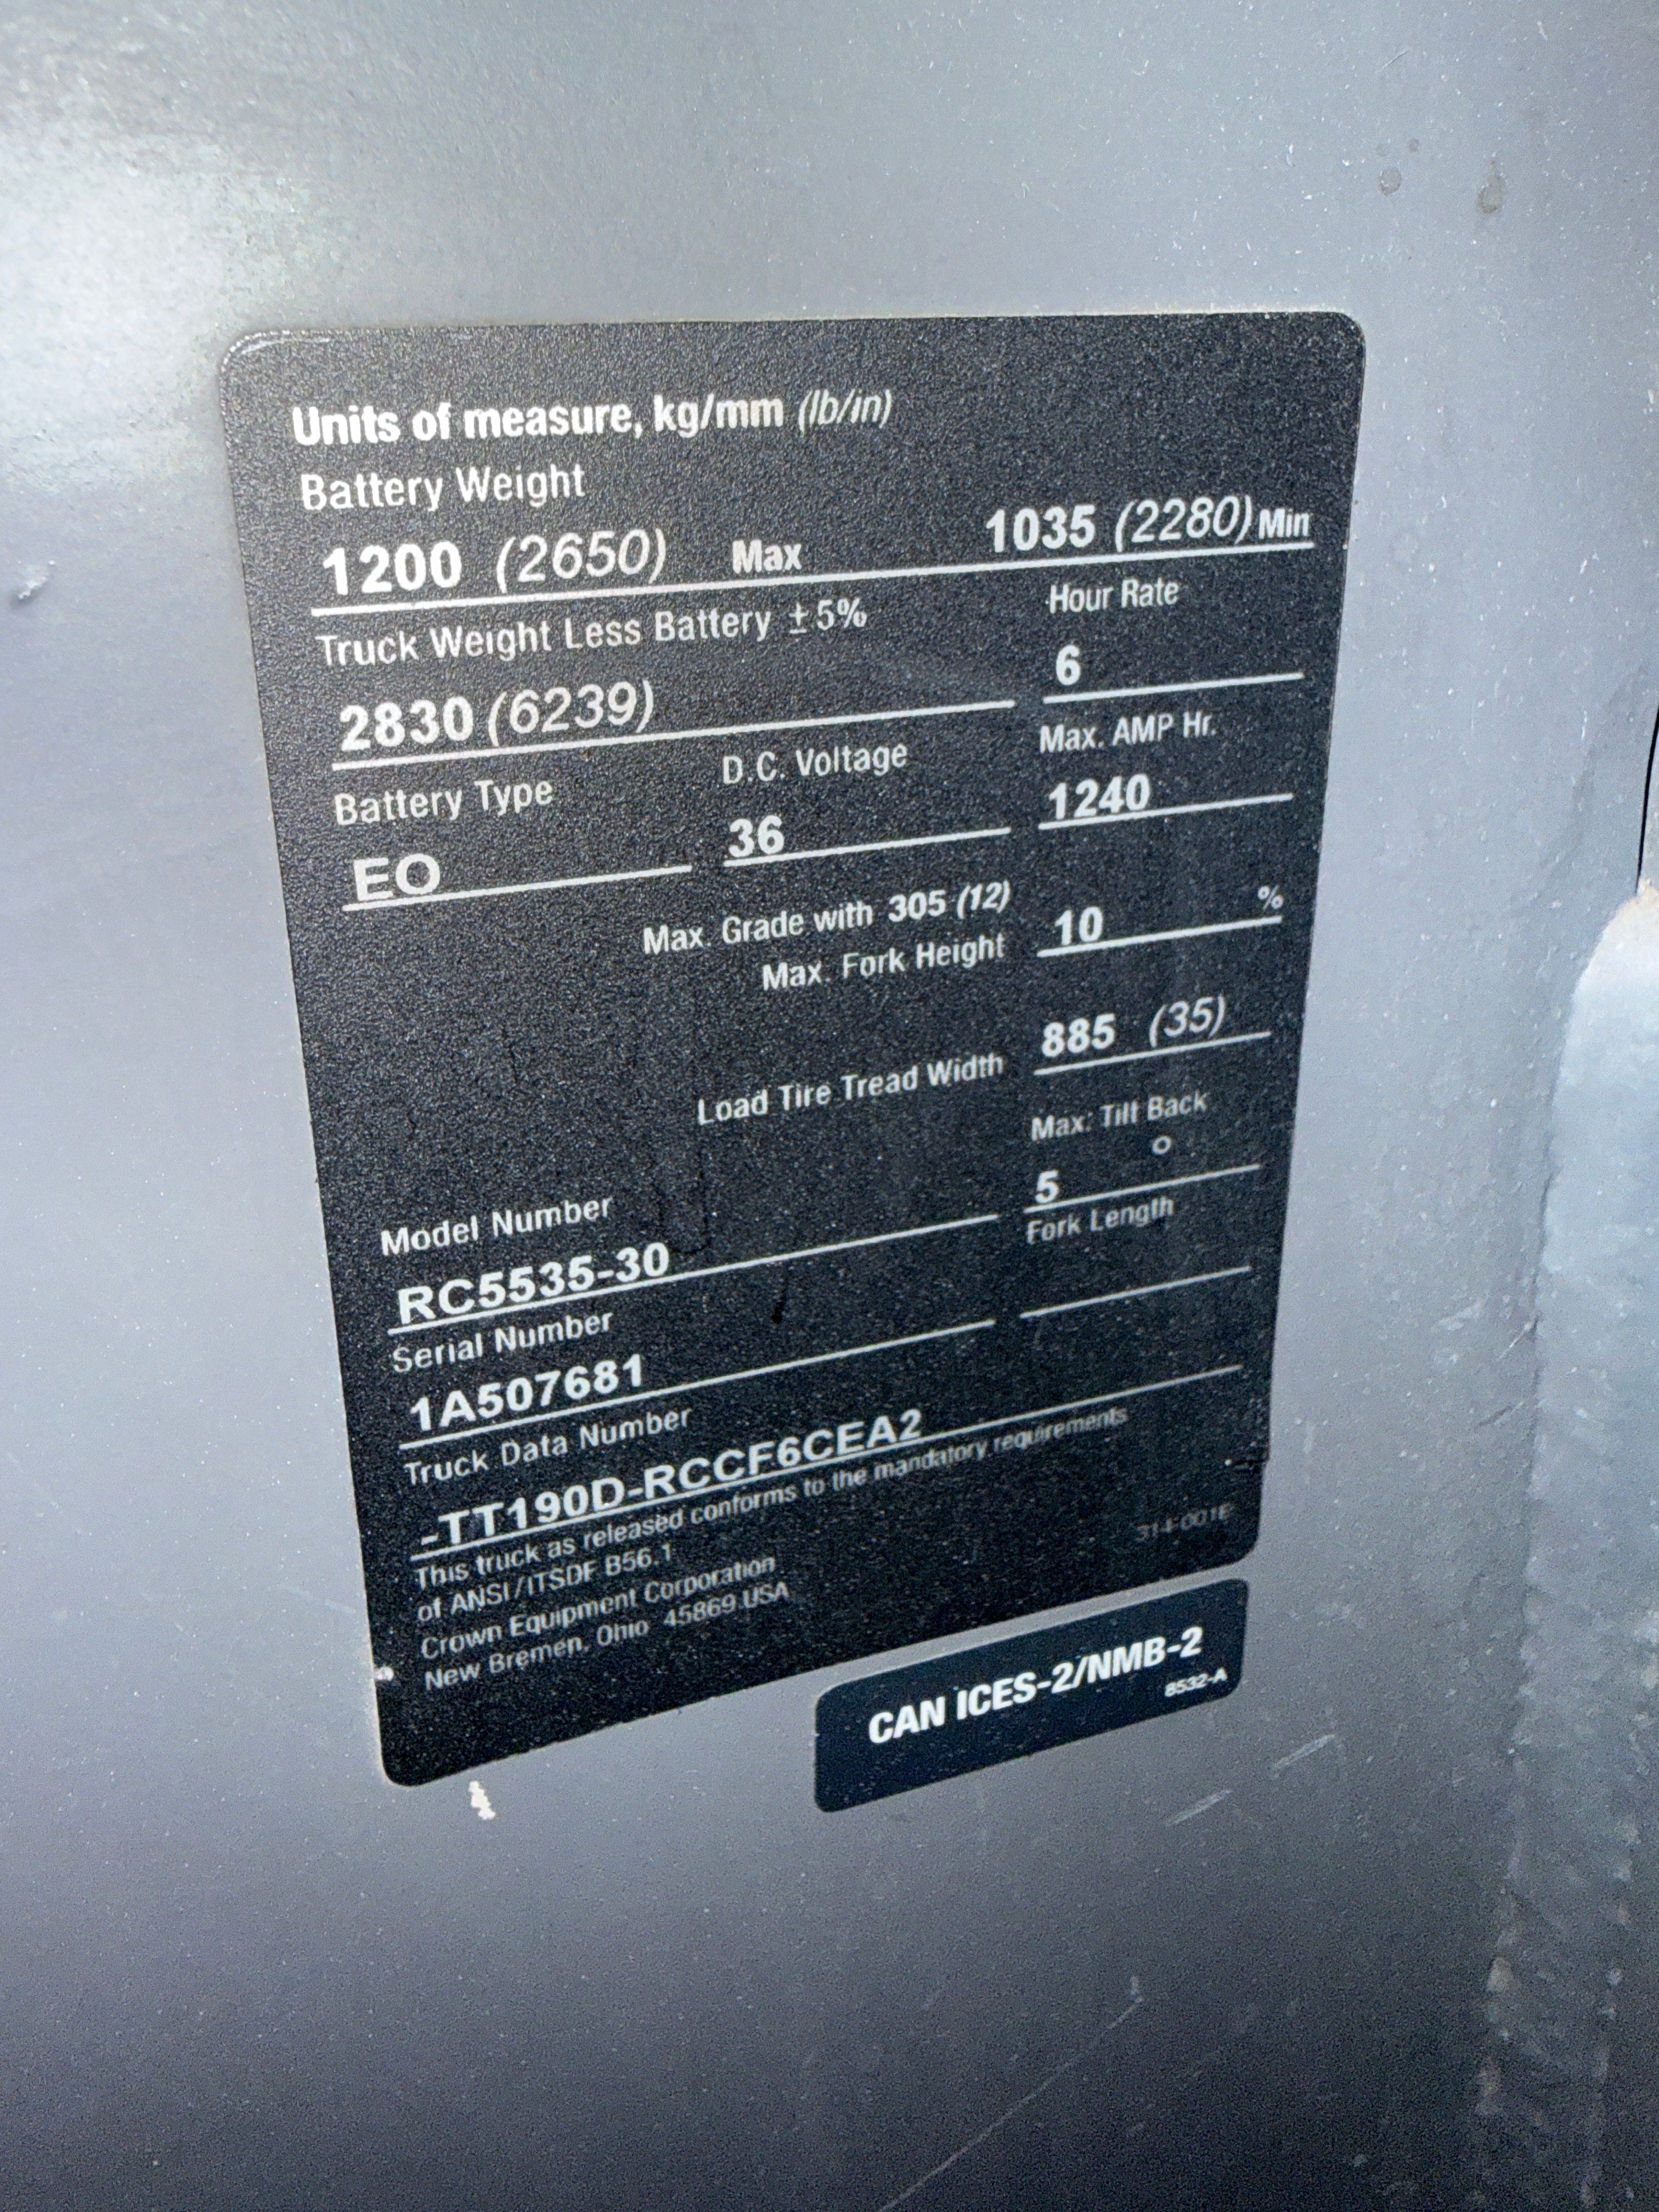 Units of measure, kg/mm (lb/in)
Battery Weight
1200 (2650) Max 1035 (2280) Min
Truck Weight Less Battery ± 5% Hour Rate
2830 (6239) 6
Battery Type D.C. Voltage Max. AMP Hr.
EO 36 1240
Max. Grade with 305 (12)
Max. Fork Height 10 %
Load Tire Tread Width 885 (35)
Max. Tilt Back
5 °
Model Number Fork Length
RC5535-30
Serial Number
1A507681
Truck Data Number
-TT190D-RCCF6CEA2
This truck as released conforms to the mandatory requirements
of ANSI/ITSDF B56.1
Crown Equipment Corporation
New Bremen, Ohio 45869 USA
CAN ICES-2/NMB-2
8532-A